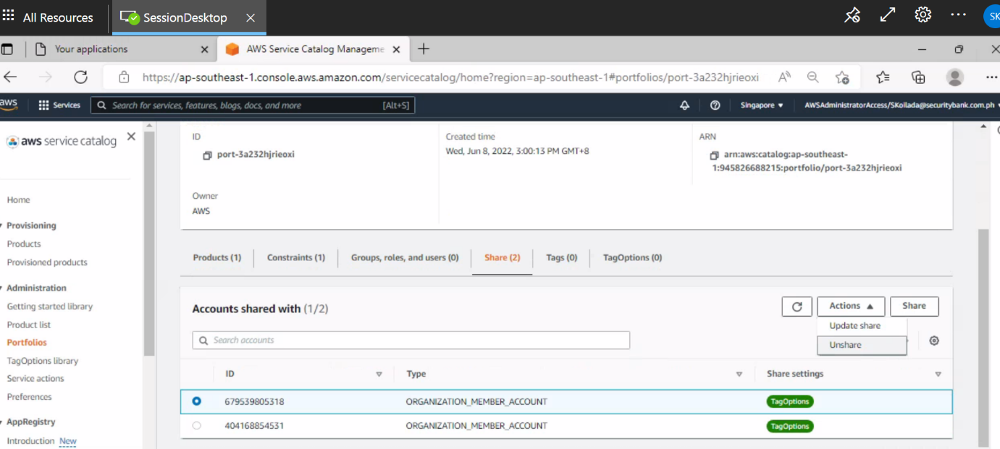 All Resources
SessionDesktop
SK
Your applications
AWS Service Catalog Manageme
https://ap-southeast-1.console.aws.amazon.com/servicecatalog/home?region=ap-southeast-1#portfolios/port-3a232hjrieoxi
aws
Services
Search for services, features, blogs, docs, and more
[Alt+S]
Singapore
AWSAdministratorAccess/SKollada@securitybank.com.ph
aws service catalog
Home
Provisioning
Products
Provisioned products
Administration
Getting started library
Product list
Portfolios
TagOptions library
Service actions
Preferences
AppRegistry
Introduction New
ID
port-3a232hjrieoxi
Created time
Wed, Jun 8, 2022, 3:00:13 PM GMT+8
ARN
arn:aws:catalog:ap-southeast-
1:945826688215:portfolio/port-3a232hjrieoxi
Owner
AWS
Products (1)
Constraints (1)
Groups, roles, and users (0)
Share (2)
Tags (0)
TagOptions (0)
Accounts shared with (1/2)
Actions
Share
Update share
Unshare
Search accounts
ID
Type
Share settings
679539805318
ORGANIZATION_MEMBER_ACCOUNT
TagOptions
404168854531
ORGANIZATION_MEMBER_ACCOUNT
TagOptions